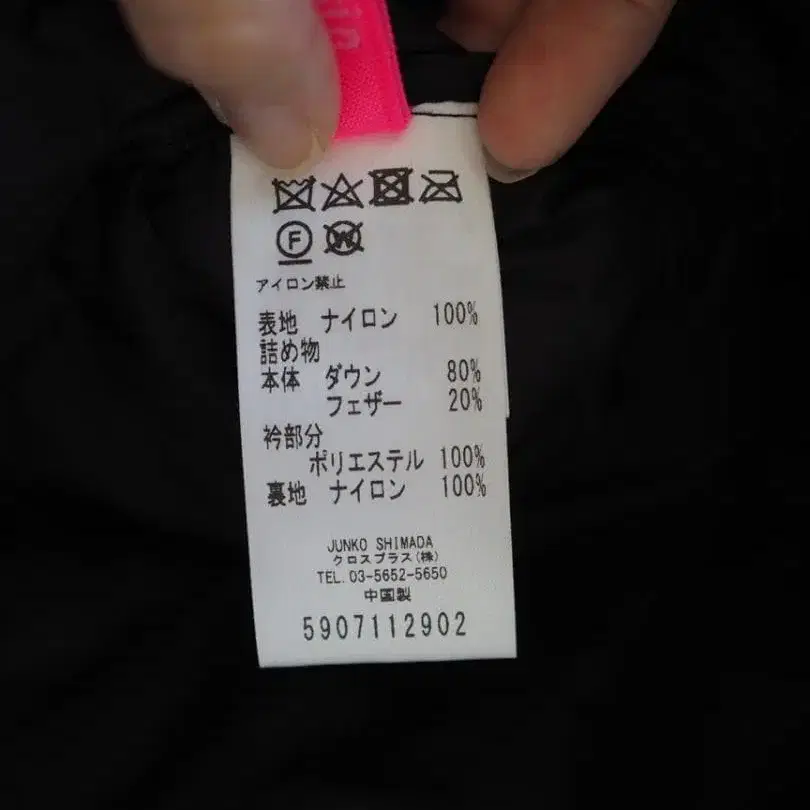 F W
アイロン禁止
表地 ナイロン 100%
詰め物
本体 ダウン 80%
フェザー 20%
衿部分
ポリエステル 100%
裏地 ナイロン 100%
JUNKO SHIMADA
クロスプラス(株)
TEL.03-5652-5650
中国製
5907112902